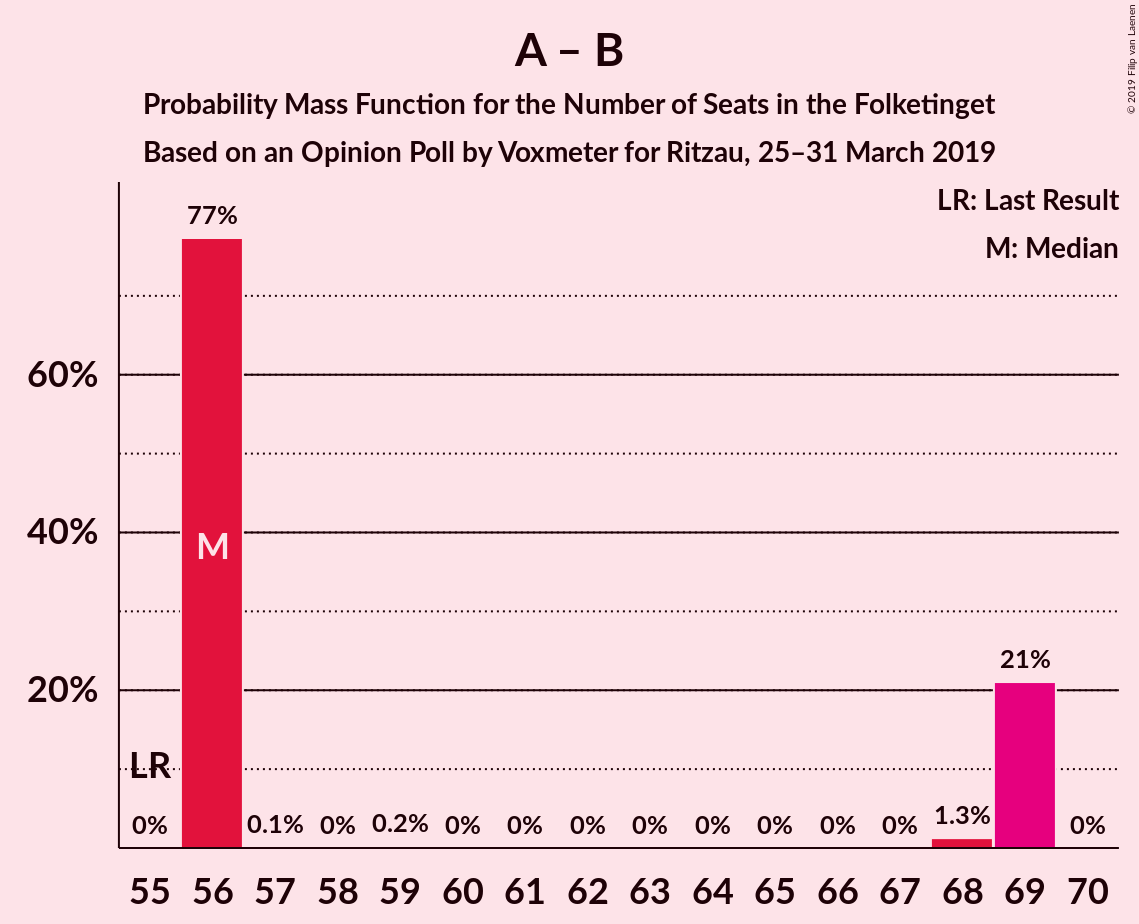 A – B
Probability Mass Function for the Number of Seats in the Folketinget
Based on an Opinion Poll by Voxmeter for Ritzau, 25–31 March 2019
© 2019 Filip van Laenen
LR: Last Result
M: Median
77%
60%
40%
M
21%
20%
LR
0% 0.1% 0% 0.2% 0% 0% 0% 0% 0% 0% 0% 0% 1.3% 0%
55 56 57 58 59 60 61 62 63 64 65 66 67 68 69 70